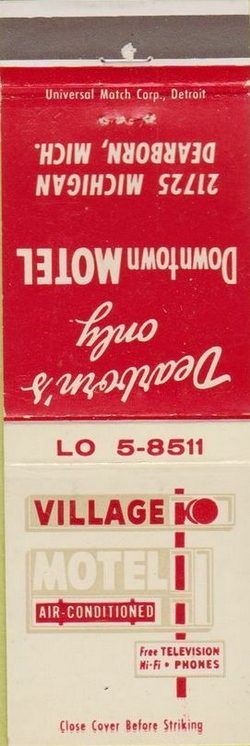 Universal Match Corp., Detroit
Dearborn's
only
Downtown MOTEL
21725 MICHIGAN
DEARBORN, MICH.
LO 5-8511
VILLAGE
MOTEL
AIR-CONDITIONED
Free TELEVISION
Hi-Fi • PHONES
Close Cover Before Striking